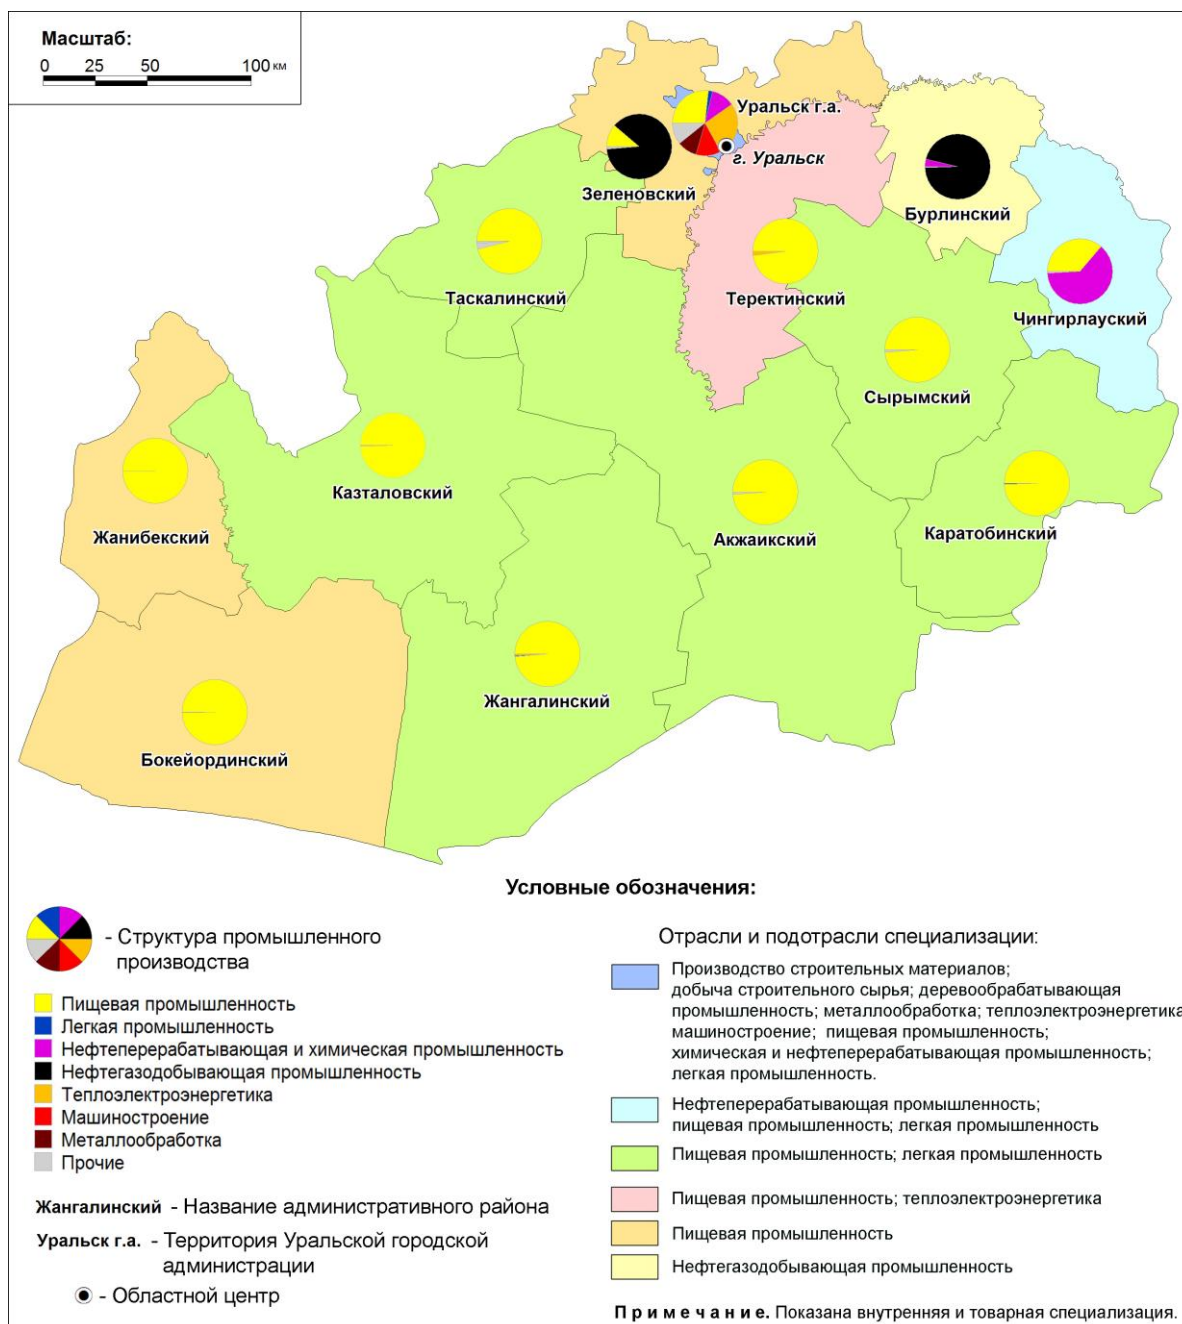 Масштаб:
0 25 50 100 км
Уральск г.а.
г. Уральск
Зеленовский
Бурлинский
Таскалинский
Теректинский
Чингирлауский
Сырымский
Казталовский
Жанибекский
Акжаикский
Каратобинский
Жангалинский
Бокейординский
Условные обозначения:
- Структура промышленного
производства
Пищевая промышленность
Легкая промышленность
Нефтеперерабатывающая и химическая промышленность
Нефтегазодобывающая промышленность
Теплоэлектроэнергетика
Машиностроение
Металлообработка
Прочие
Жангалинский - Название административного района
Уральск г.а. - Территория Уральской городской
администрации
- Областной центр
Отрасли и подотрасли специализации:
Производство строительных материалов;
добыча строительного сырья; деревообрабатывающая
промышленность; металлообработка; теплоэлектроэнергетика
машиностроение; пищевая промышленность;
химическая и нефтеперерабатывающая промышленность;
легкая промышленность.
Нефтеперерабатывающая промышленность;
пищевая промышленность; легкая промышленность
Пищевая промышленность; легкая промышленность
Пищевая промышленность; теплоэлектроэнергетика
Пищевая промышленность
Нефтегазодобывающая промышленность
Примечание. Показана внутренняя и товарная специализация.